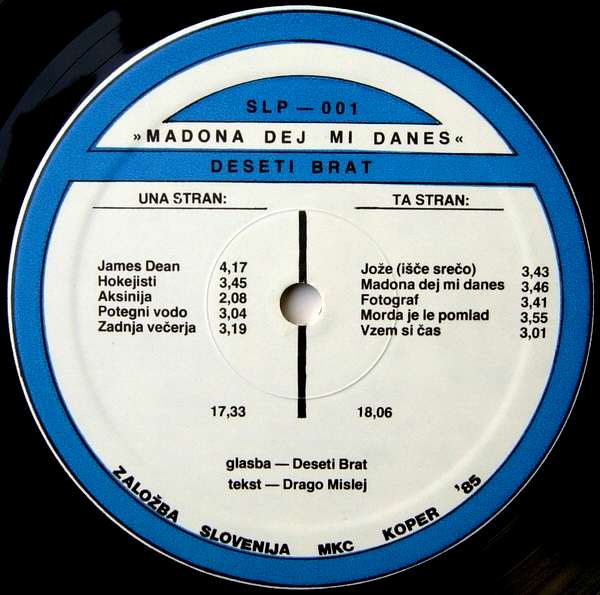 SLP — 001
»MADONA DEJ MI DANES«
DESETI BRAT
UNA STRAN:
James Dean 4,17
Hokejisti 3,45
Aksinija 2,08
Potegni vodo 3,04
Zadnja večerja 3,19
17,33
TA STRAN:
Jože (išče srečo) 3,43
Madona dej mi danes 3,46
Fotograf 3,41
Morda je le pomlad 3,55
Vzem si čas 3,01
18,06
glasba — Deseti Brat
tekst — Drago Mislej
ZALOŽBA SLOVENIJA MKC KOPER '85